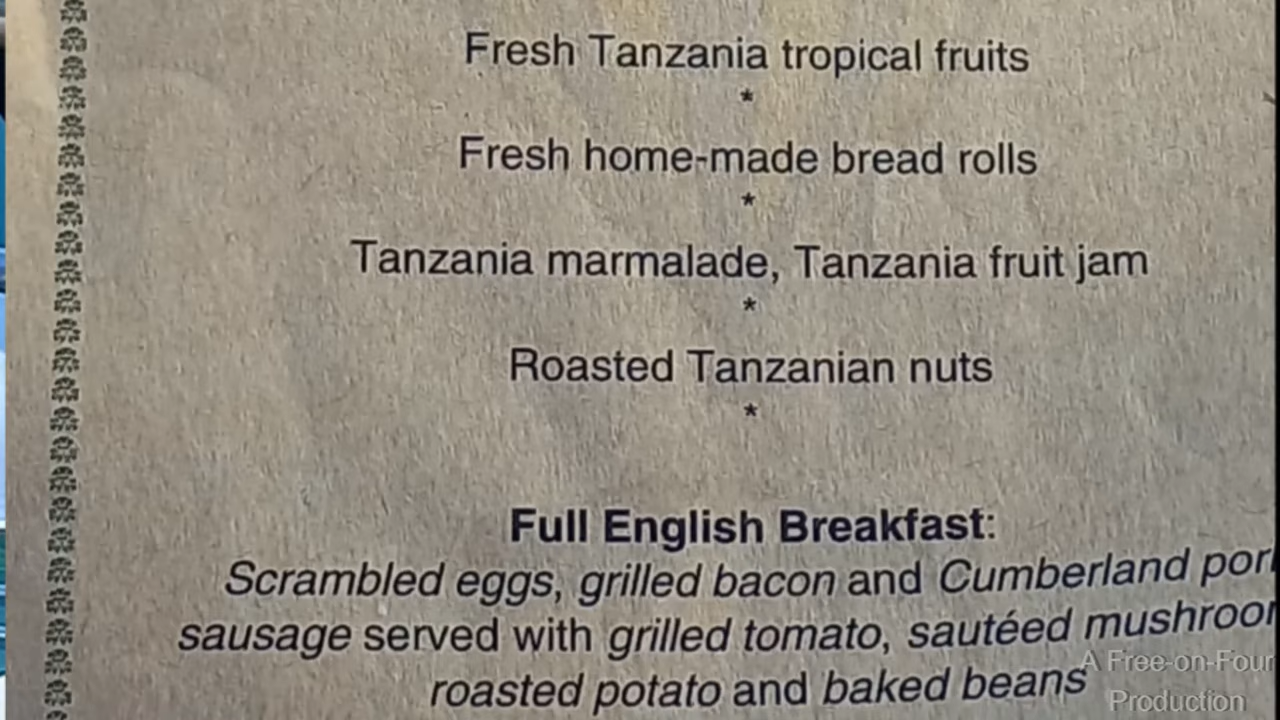 Fresh Tanzania tropical fruits
*
Fresh home-made bread rolls
*
Tanzania marmalade, Tanzania fruit jam
*
Roasted Tanzanian nuts
*
Full English Breakfast:
Scrambled eggs, grilled bacon and Cumberland
sausage served with grilled tomato, sautéed
roasted potato and baked beans
A Free-on-Four
Production